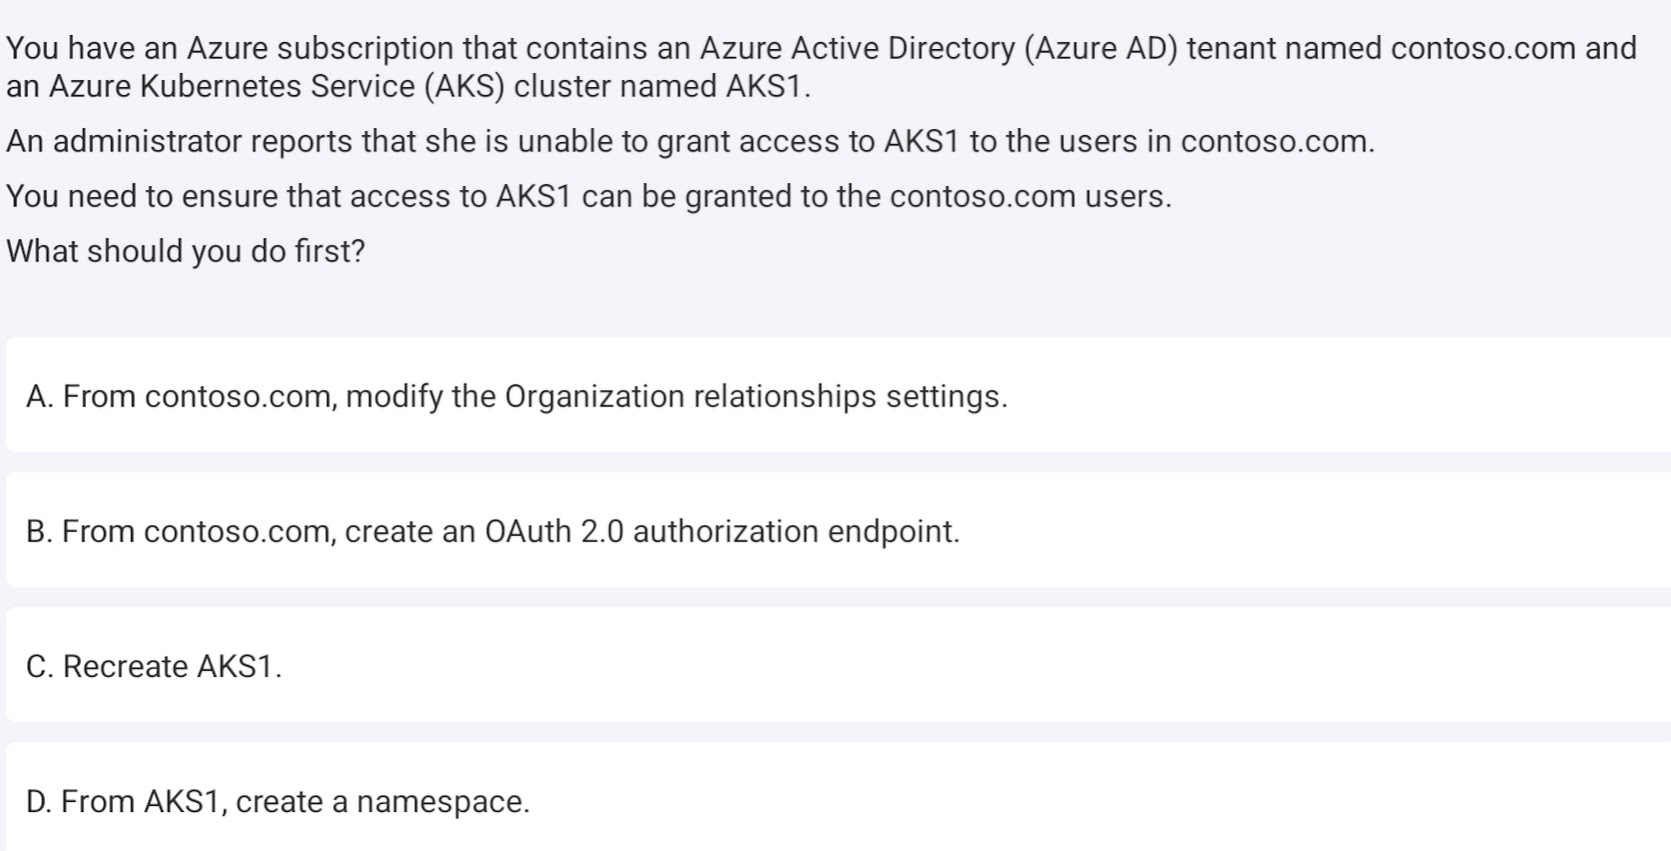 You have an Azure subscription that contains an Azure Active Directory (Azure AD) tenant named contoso.com and
an Azure Kubernetes Service (AKS) cluster named AKS1.
An administrator reports that she is unable to grant access to AKS1 to the users in contoso.com.
You need to ensure that access to AKS1 can be granted to the contoso.com users.
What should you do first?
A. From contoso.com, modify the Organization relationships settings.
B. From contoso.com, create an OAuth 2.0 authorization endpoint.
C. Recreate AKS1.
D. From AKS1, create a namespace.